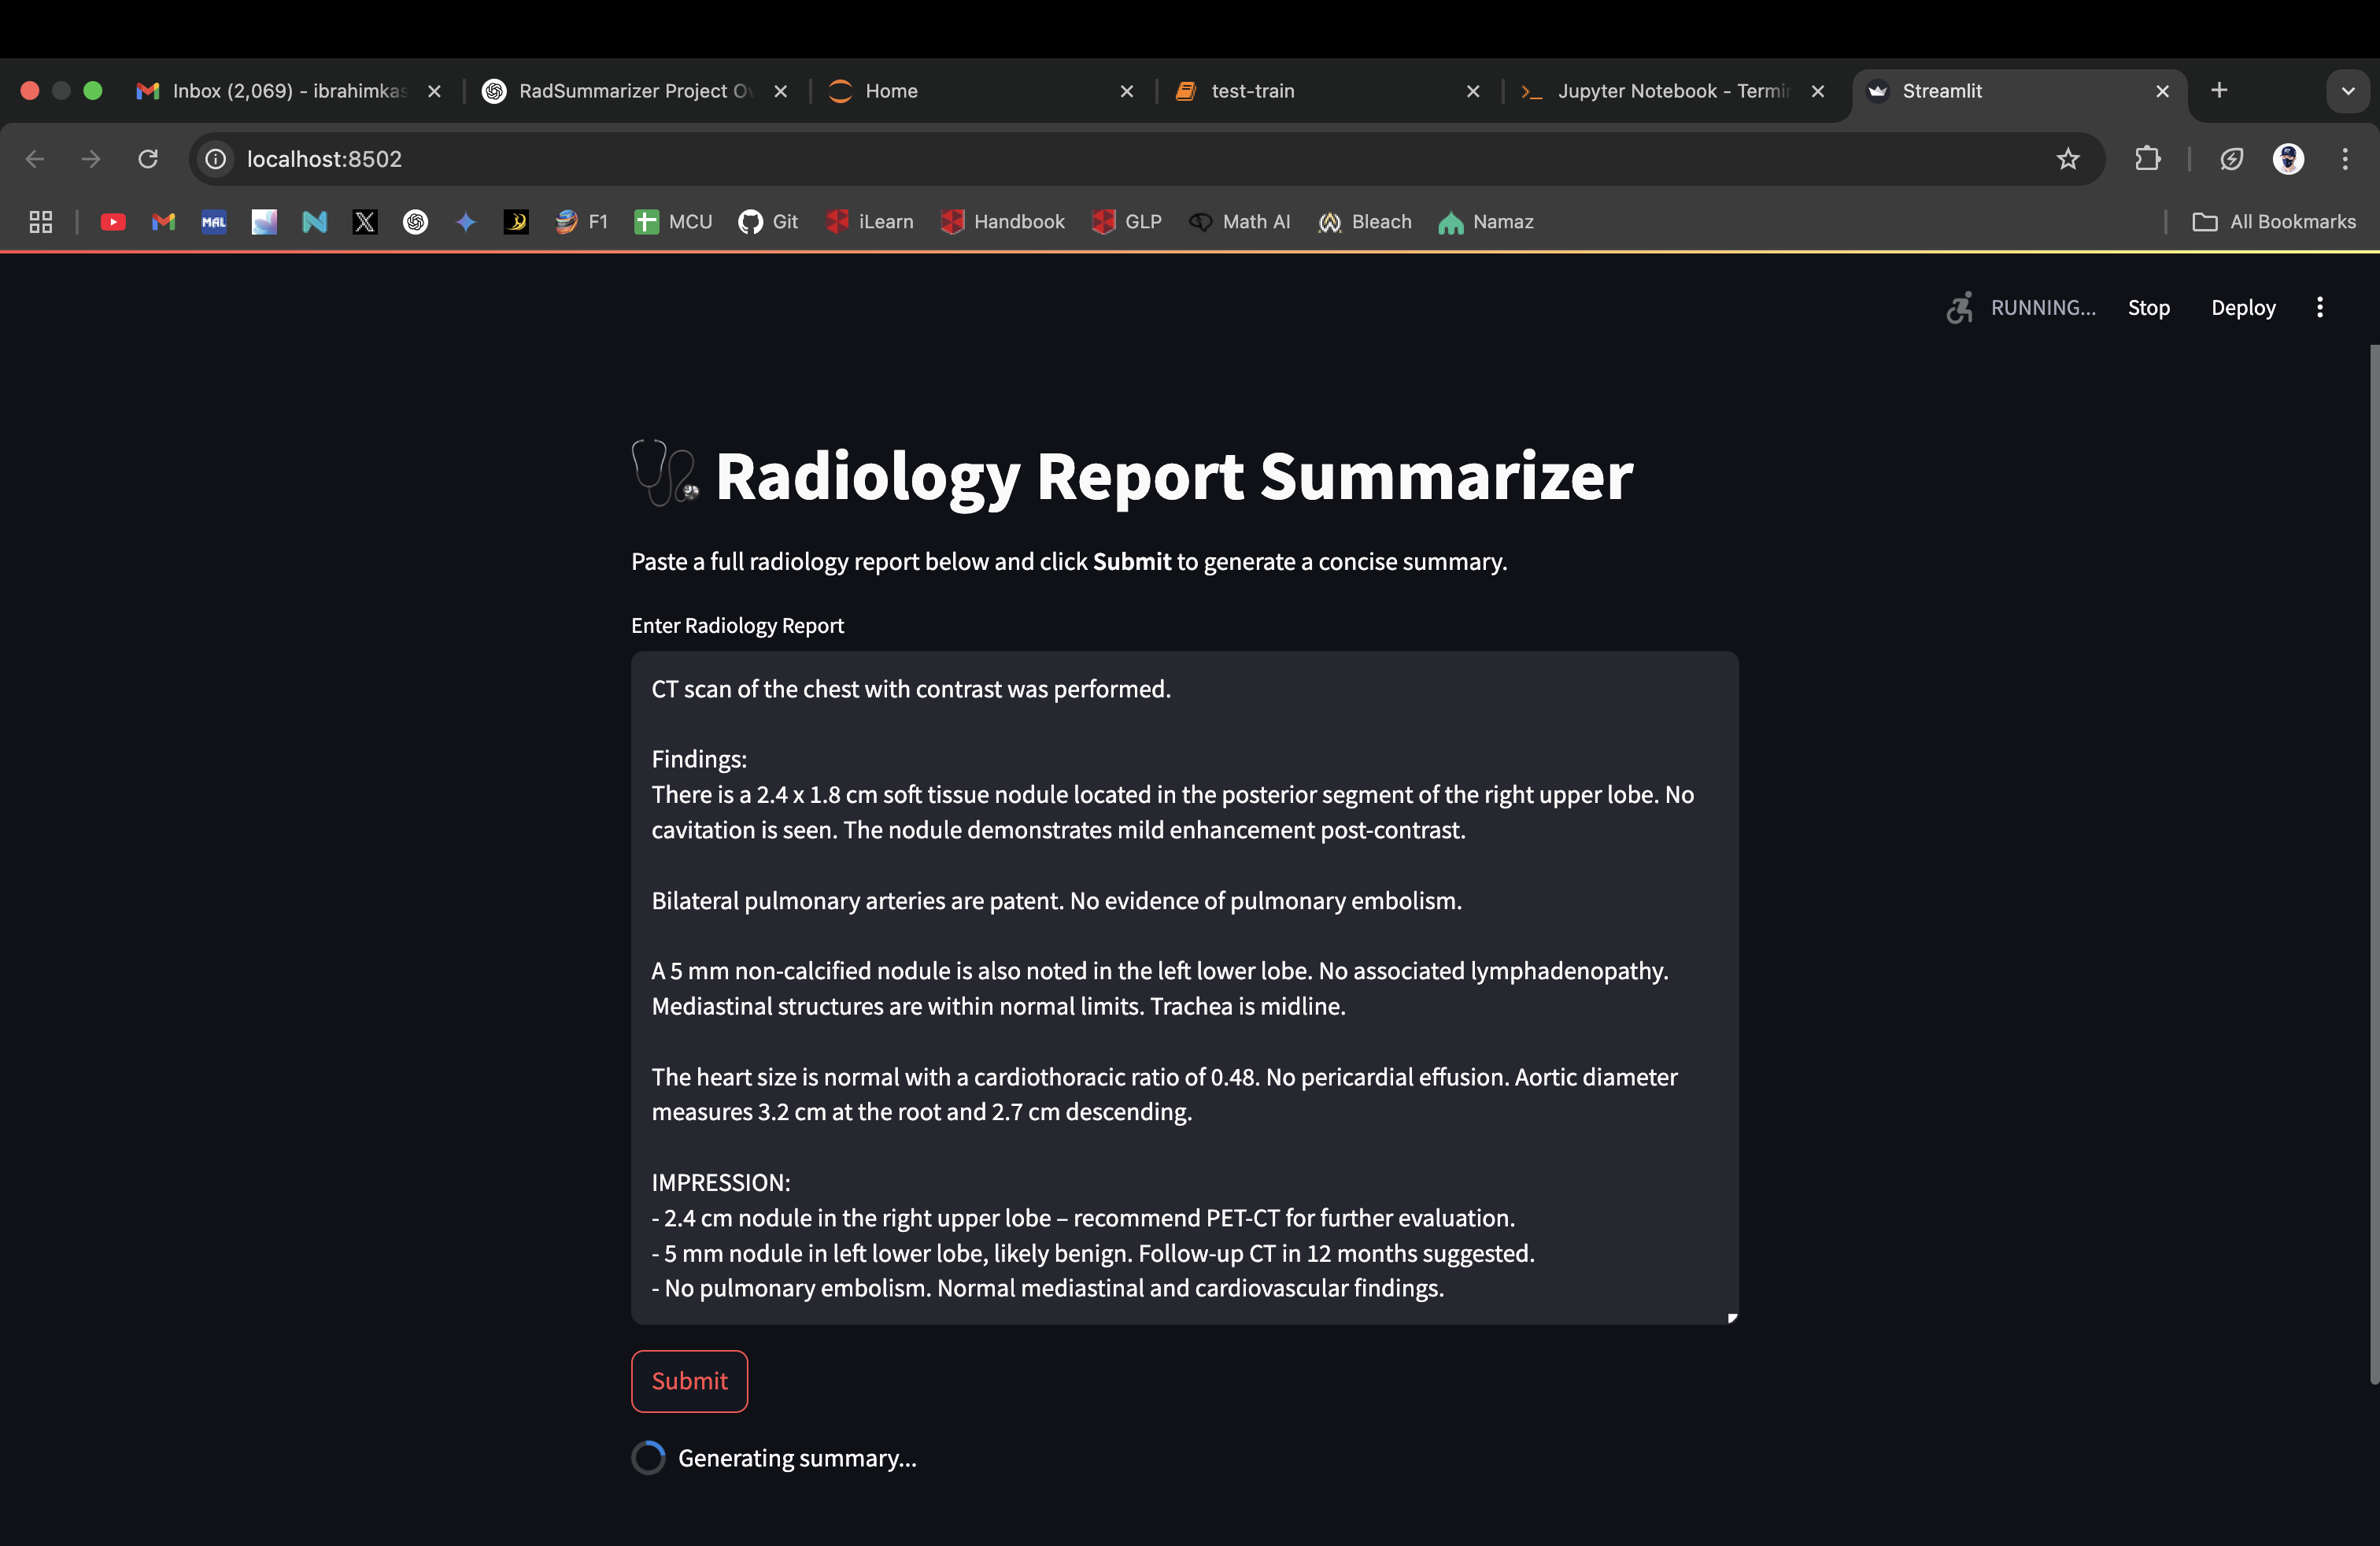 Inbox (2,069) - ibrahimkas
RadSummarizer Project Ov
Home
test-train
Jupyter Notebook - Termin
Streamlit
localhost:8502
MAL
F1
MCU
Git
iLearn
Handbook
GLP
Math AI
Bleach
Namaz
All Bookmarks
RUNNING...
Stop
Deploy
Radiology Report Summarizer
Paste a full radiology report below and click Submit to generate a concise summary.
Enter Radiology Report
CT scan of the chest with contrast was performed.
Findings:
There is a 2.4 x 1.8 cm soft tissue nodule located in the posterior segment of the right upper lobe. No
cavitation is seen. The nodule demonstrates mild enhancement post-contrast.
Bilateral pulmonary arteries are patent. No evidence of pulmonary embolism.
A 5 mm non-calcified nodule is also noted in the left lower lobe. No associated lymphadenopathy.
Mediastinal structures are within normal limits. Trachea is midline.
The heart size is normal with a cardiothoracic ratio of 0.48. No pericardial effusion. Aortic diameter
measures 3.2 cm at the root and 2.7 cm descending.
IMPRESSION:
- 2.4 cm nodule in the right upper lobe – recommend PET-CT for further evaluation.
- 5 mm nodule in left lower lobe, likely benign. Follow-up CT in 12 months suggested.
- No pulmonary embolism. Normal mediastinal and cardiovascular findings.
Submit
Generating summary...